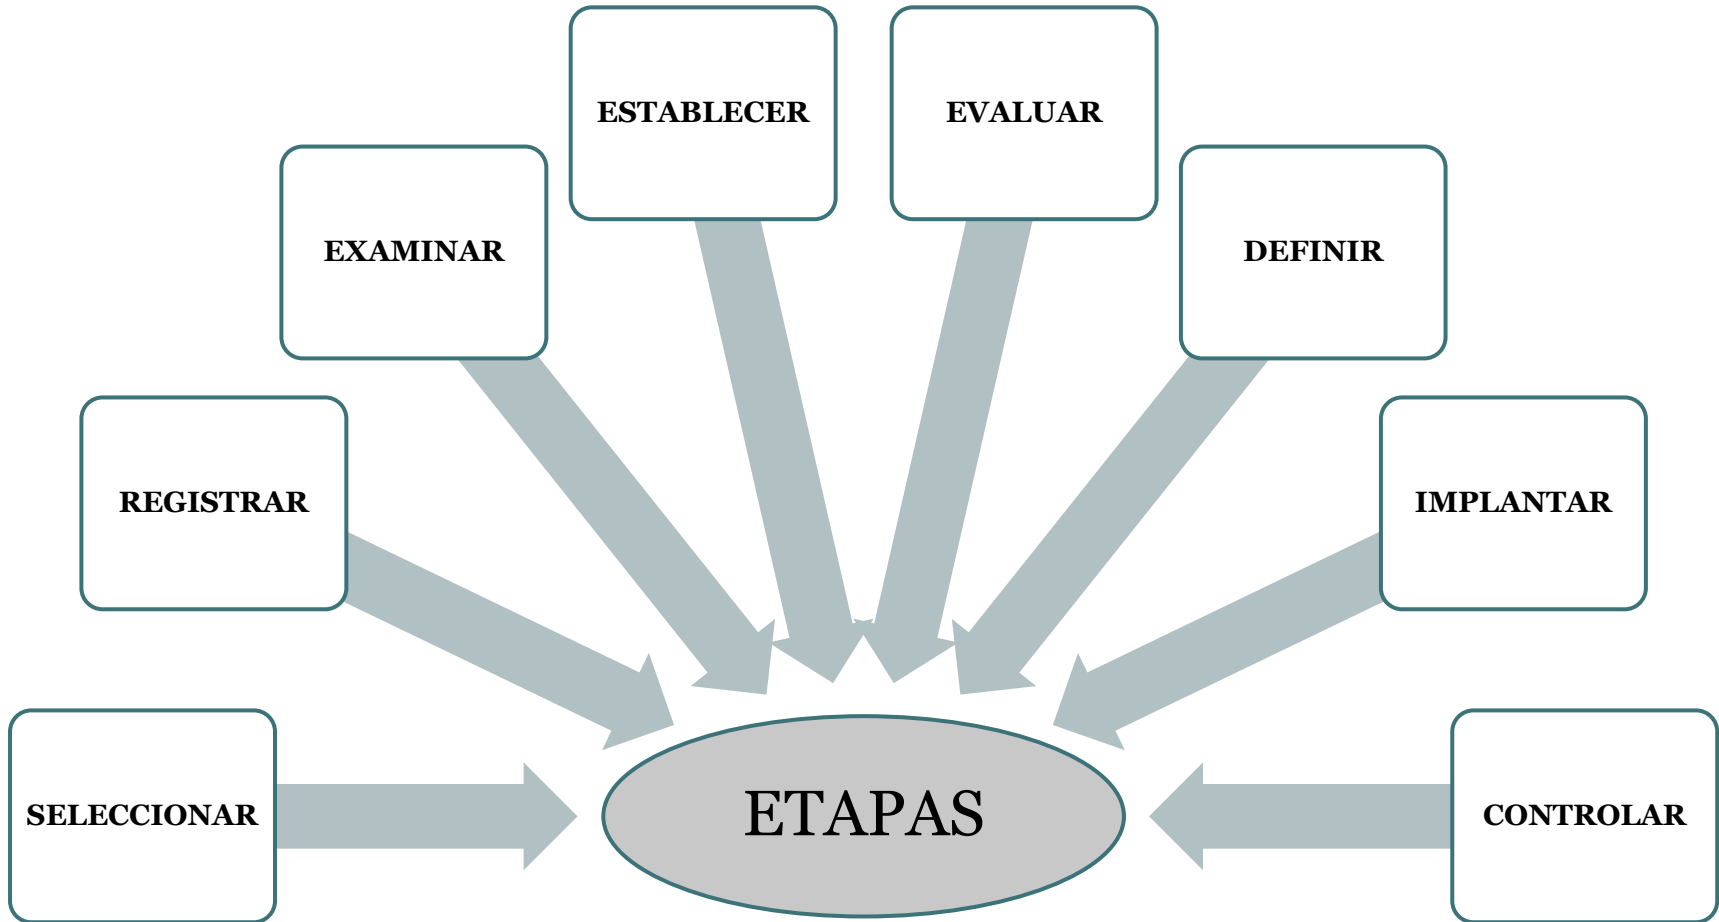 ESTABLECER
EVALUAR
EXAMINAR
DEFINIR
REGISTRAR
IMPLANTAR
SELECCIONAR
ETAPAS
CONTROLAR